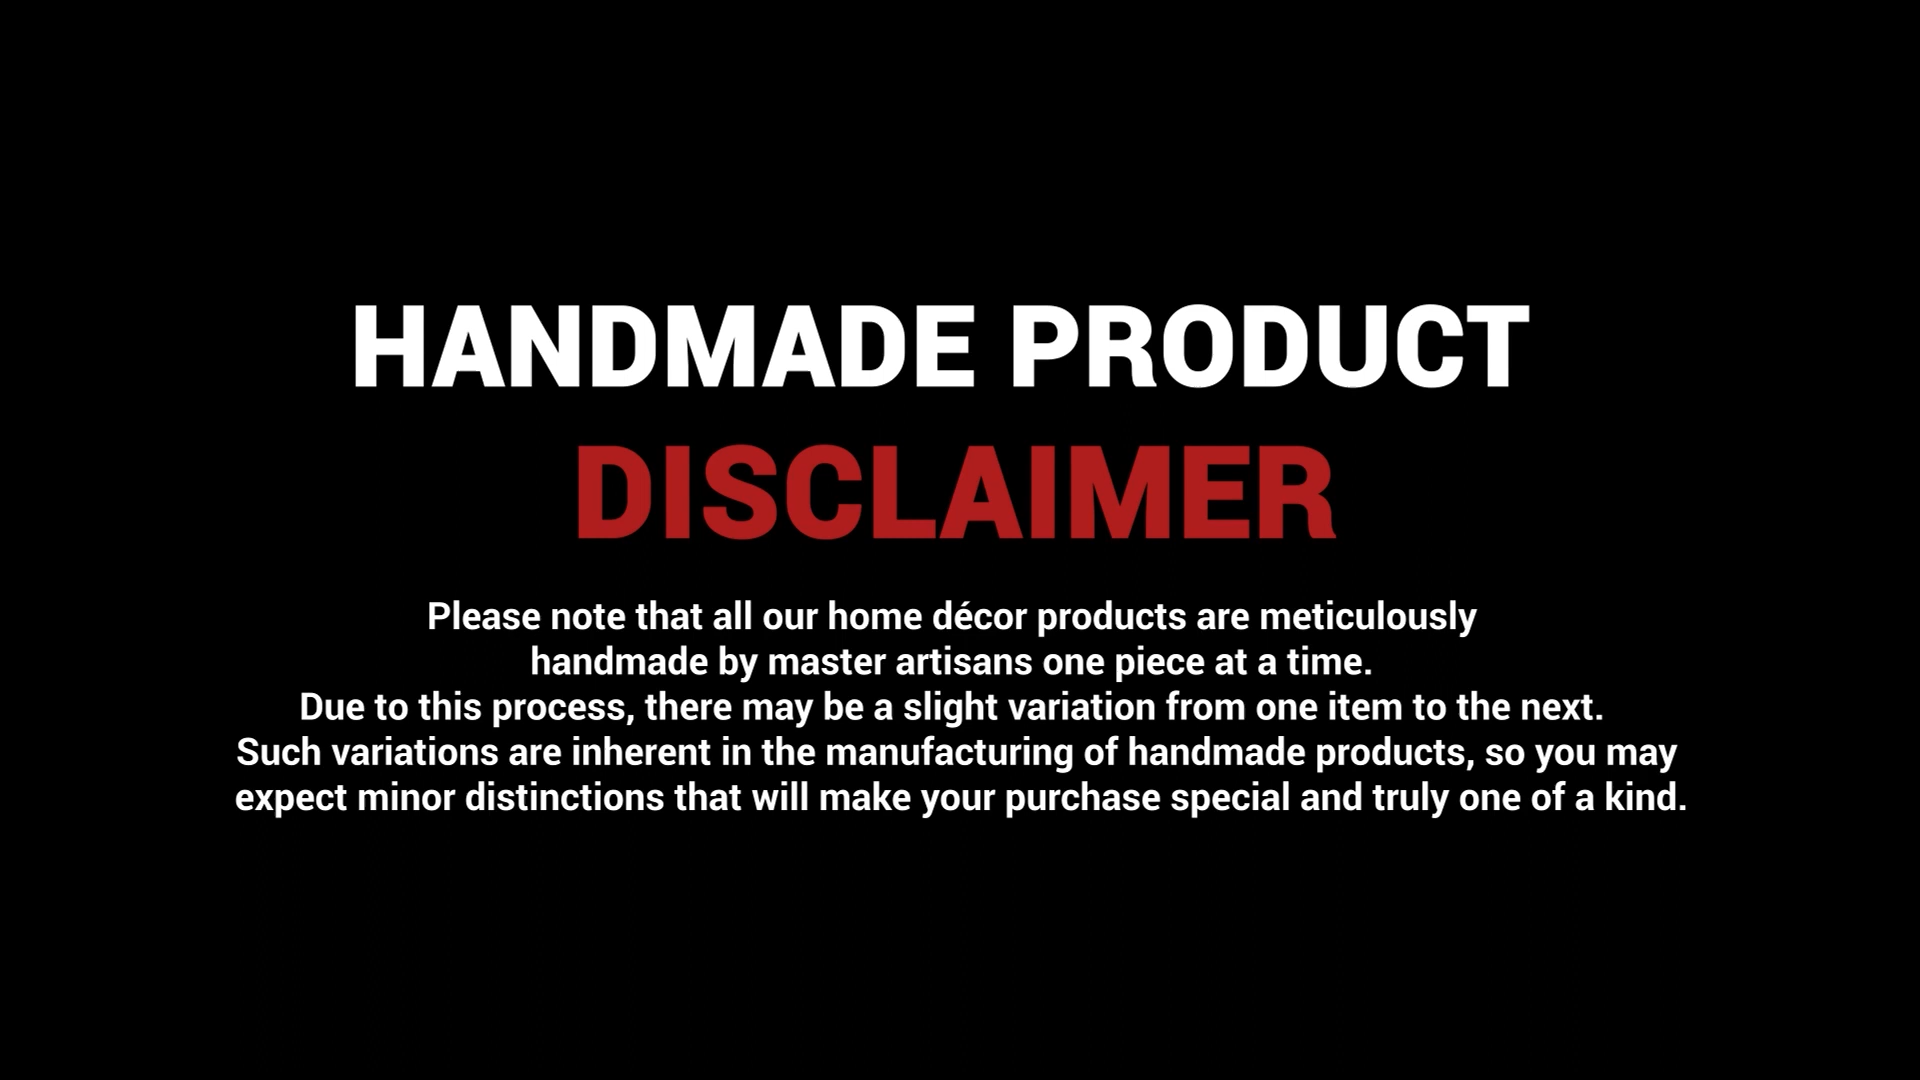 HANDMADE PRODUCT
DISCLAIMER
Please note that all our home décor products are meticulously
handmade by master artisans one piece at a time.
Due to this process, there may be a slight variation from one item to the next.
Such variations are inherent in the manufacturing of handmade products, so you may
expect minor distinctions that will make your purchase special and truly one of a kind.